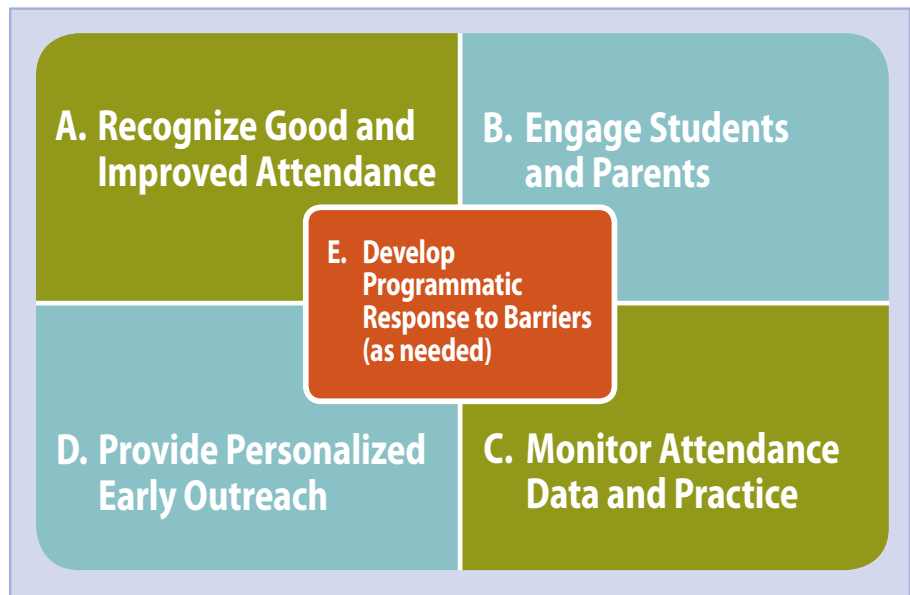 A. Recognize Good and
Improved Attendance
B. Engage Students
and Parents
E. Develop
Programmatic
Response to Barriers
(as needed)
D. Provide Personalized
Early Outreach
C. Monitor Attendance
Data and Practice